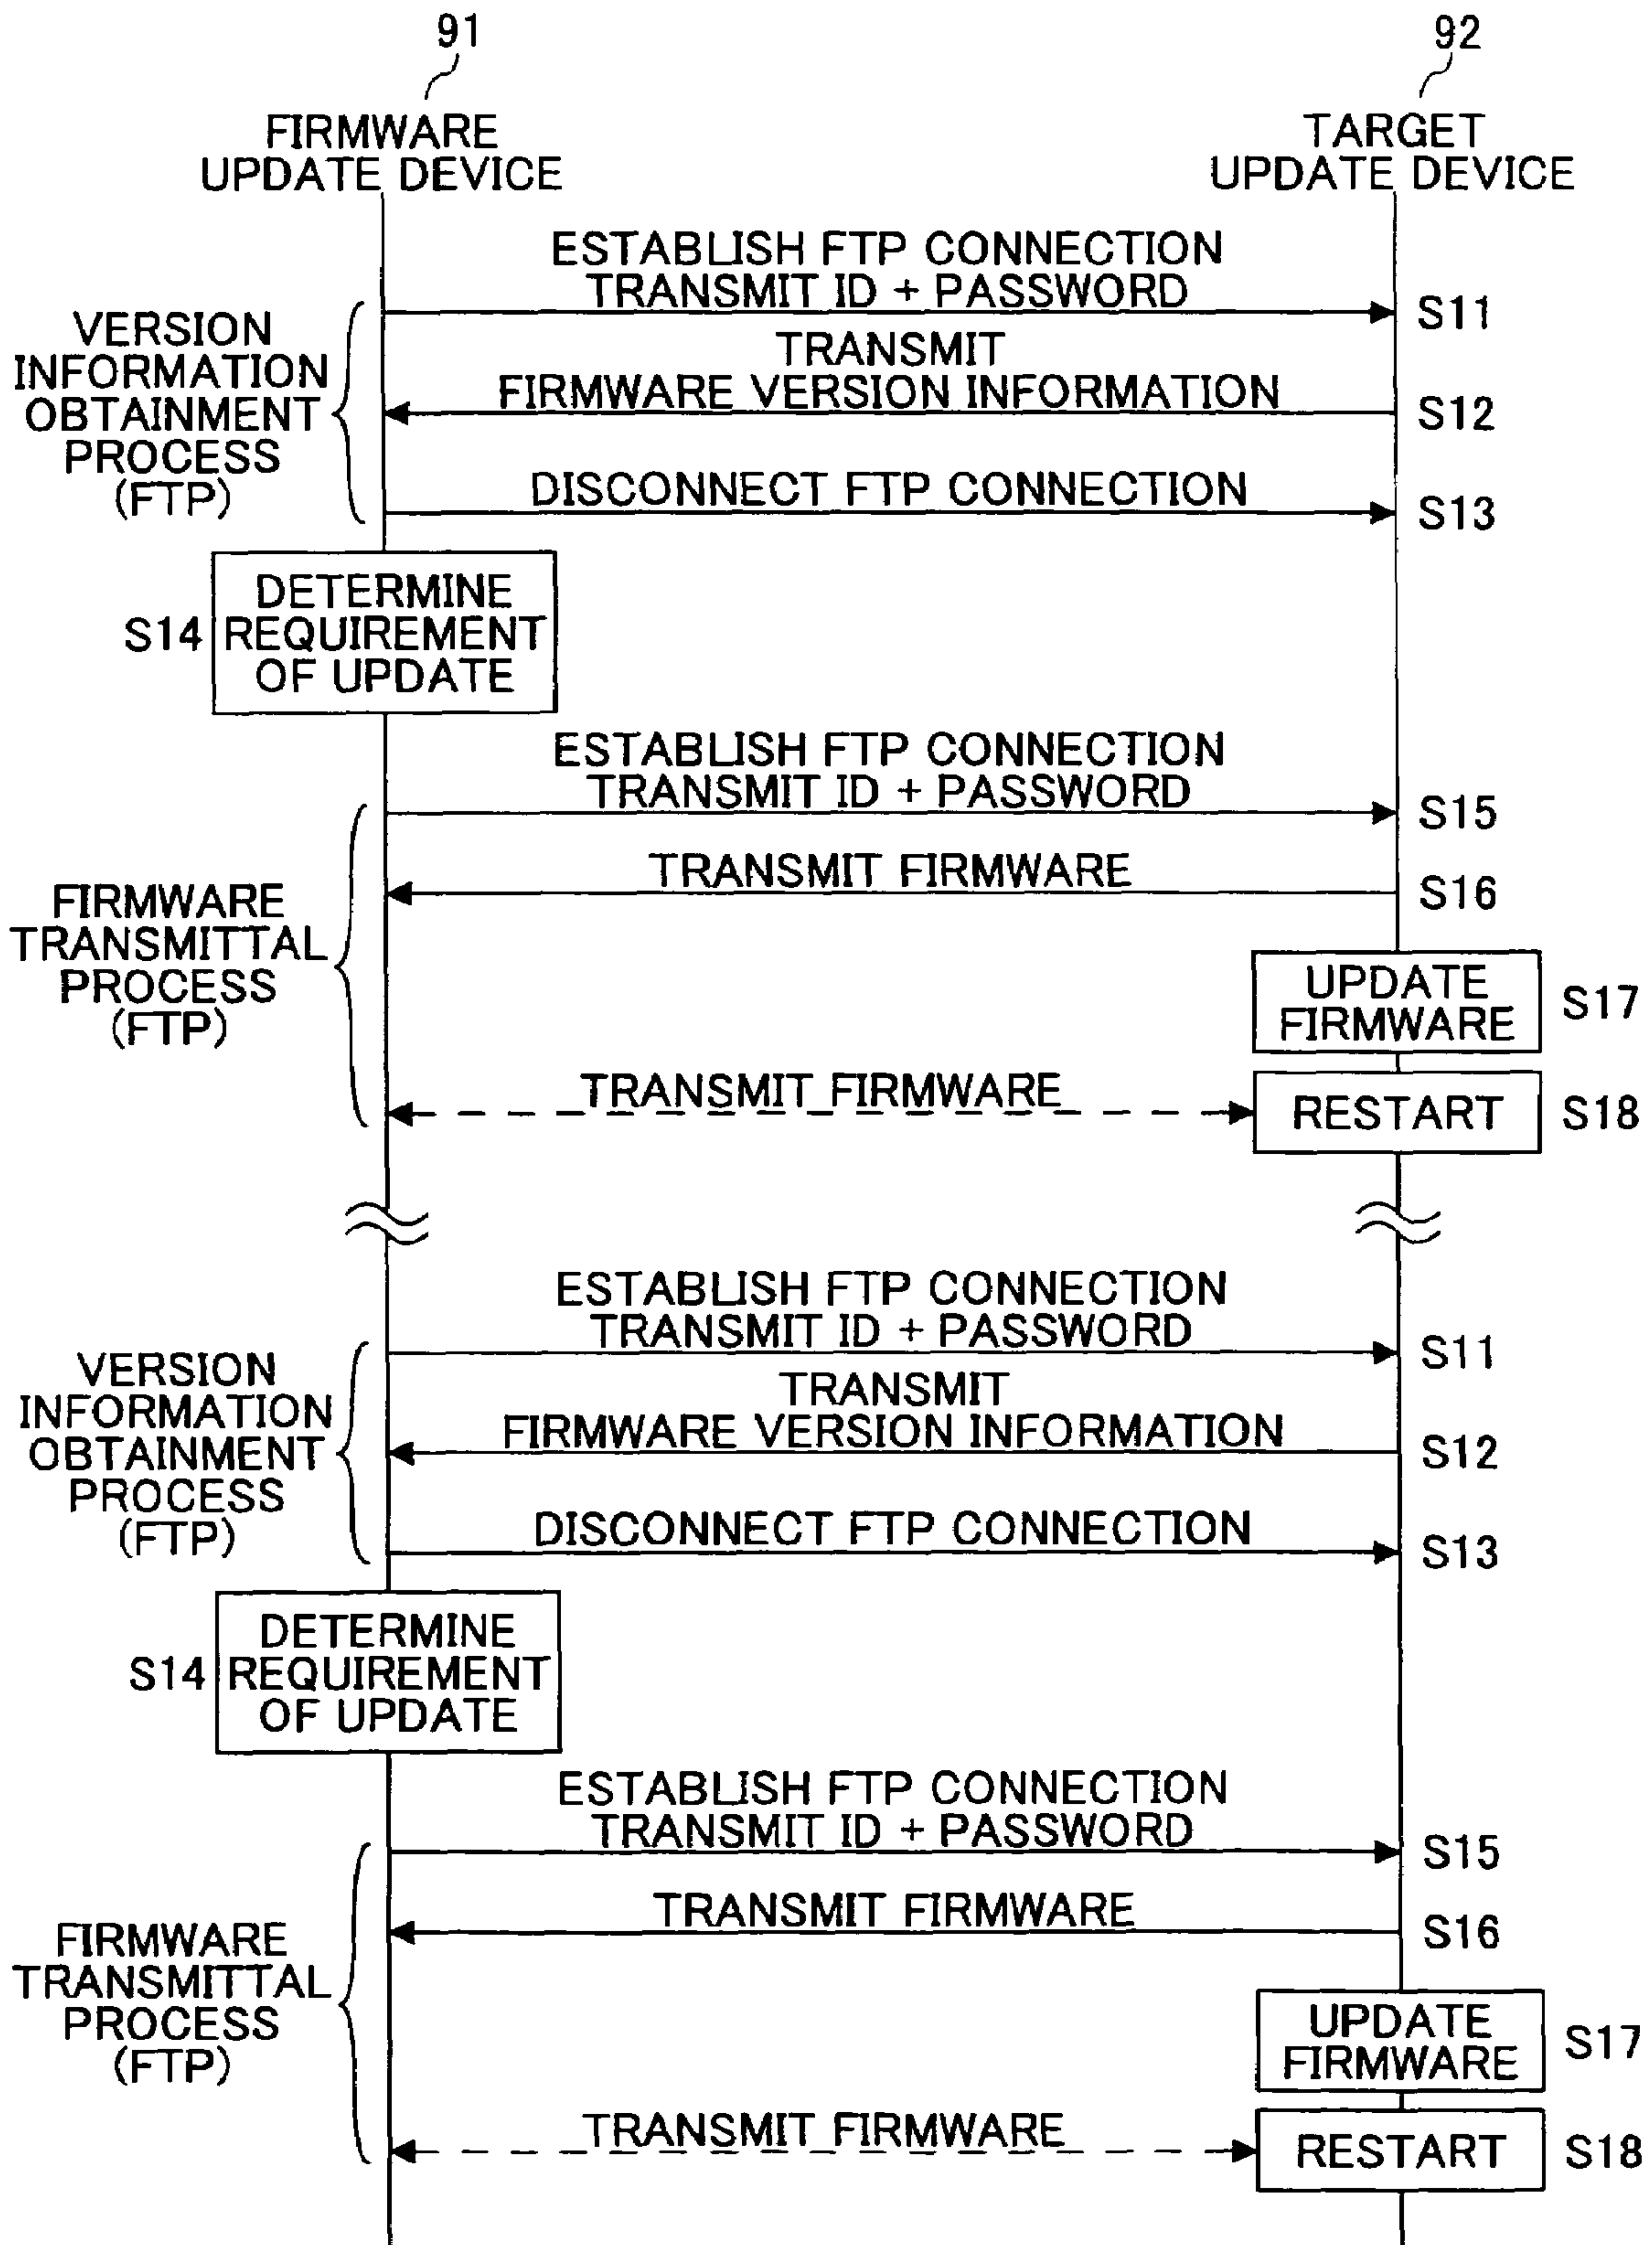 91
92
FIRMWARE
UPDATE DEVICE
TARGET
UPDATE DEVICE
ESTABLISH FTP CONNECTION
TRANSMIT ID + PASSWORD
S11
VERSION
INFORMATION
OBTAINMENT
PROCESS
(FTP)
TRANSMIT
FIRMWARE VERSION INFORMATION
S12
DISCONNECT FTP CONNECTION
S13
S14
DETERMINE
REQUIREMENT
OF UPDATE
ESTABLISH FTP CONNECTION
TRANSMIT ID + PASSWORD
S15
FIRMWARE
TRANSMITTAL
PROCESS
(FTP)
TRANSMIT FIRMWARE
S16
UPDATE
FIRMWARE
S17
TRANSMIT FIRMWARE
RESTART
S18
ESTABLISH FTP CONNECTION
TRANSMIT ID + PASSWORD
S11
VERSION
INFORMATION
OBTAINMENT
PROCESS
(FTP)
TRANSMIT
FIRMWARE VERSION INFORMATION
S12
DISCONNECT FTP CONNECTION
S13
S14
DETERMINE
REQUIREMENT
OF UPDATE
ESTABLISH FTP CONNECTION
TRANSMIT ID + PASSWORD
S15
FIRMWARE
TRANSMITTAL
PROCESS
(FTP)
TRANSMIT FIRMWARE
S16
UPDATE
FIRMWARE
S17
TRANSMIT FIRMWARE
RESTART
S18